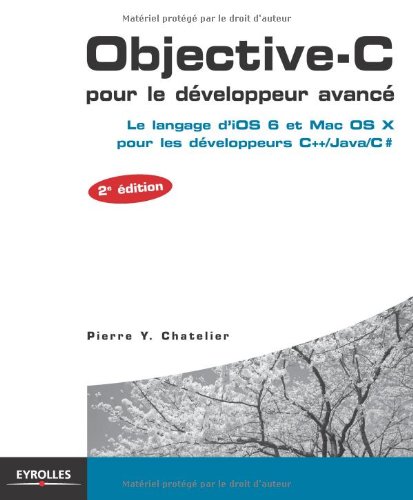 Matériel protégé par le droit d'auteur
Objective-C
pour le développeur avancé
Le langage d'iOS 6 et Mac OS X
pour les développeurs C++/Java/C#
2e édition
Pierre Y. Chatelier
EYROLLES
Matériel protégé par le droit d'auteur